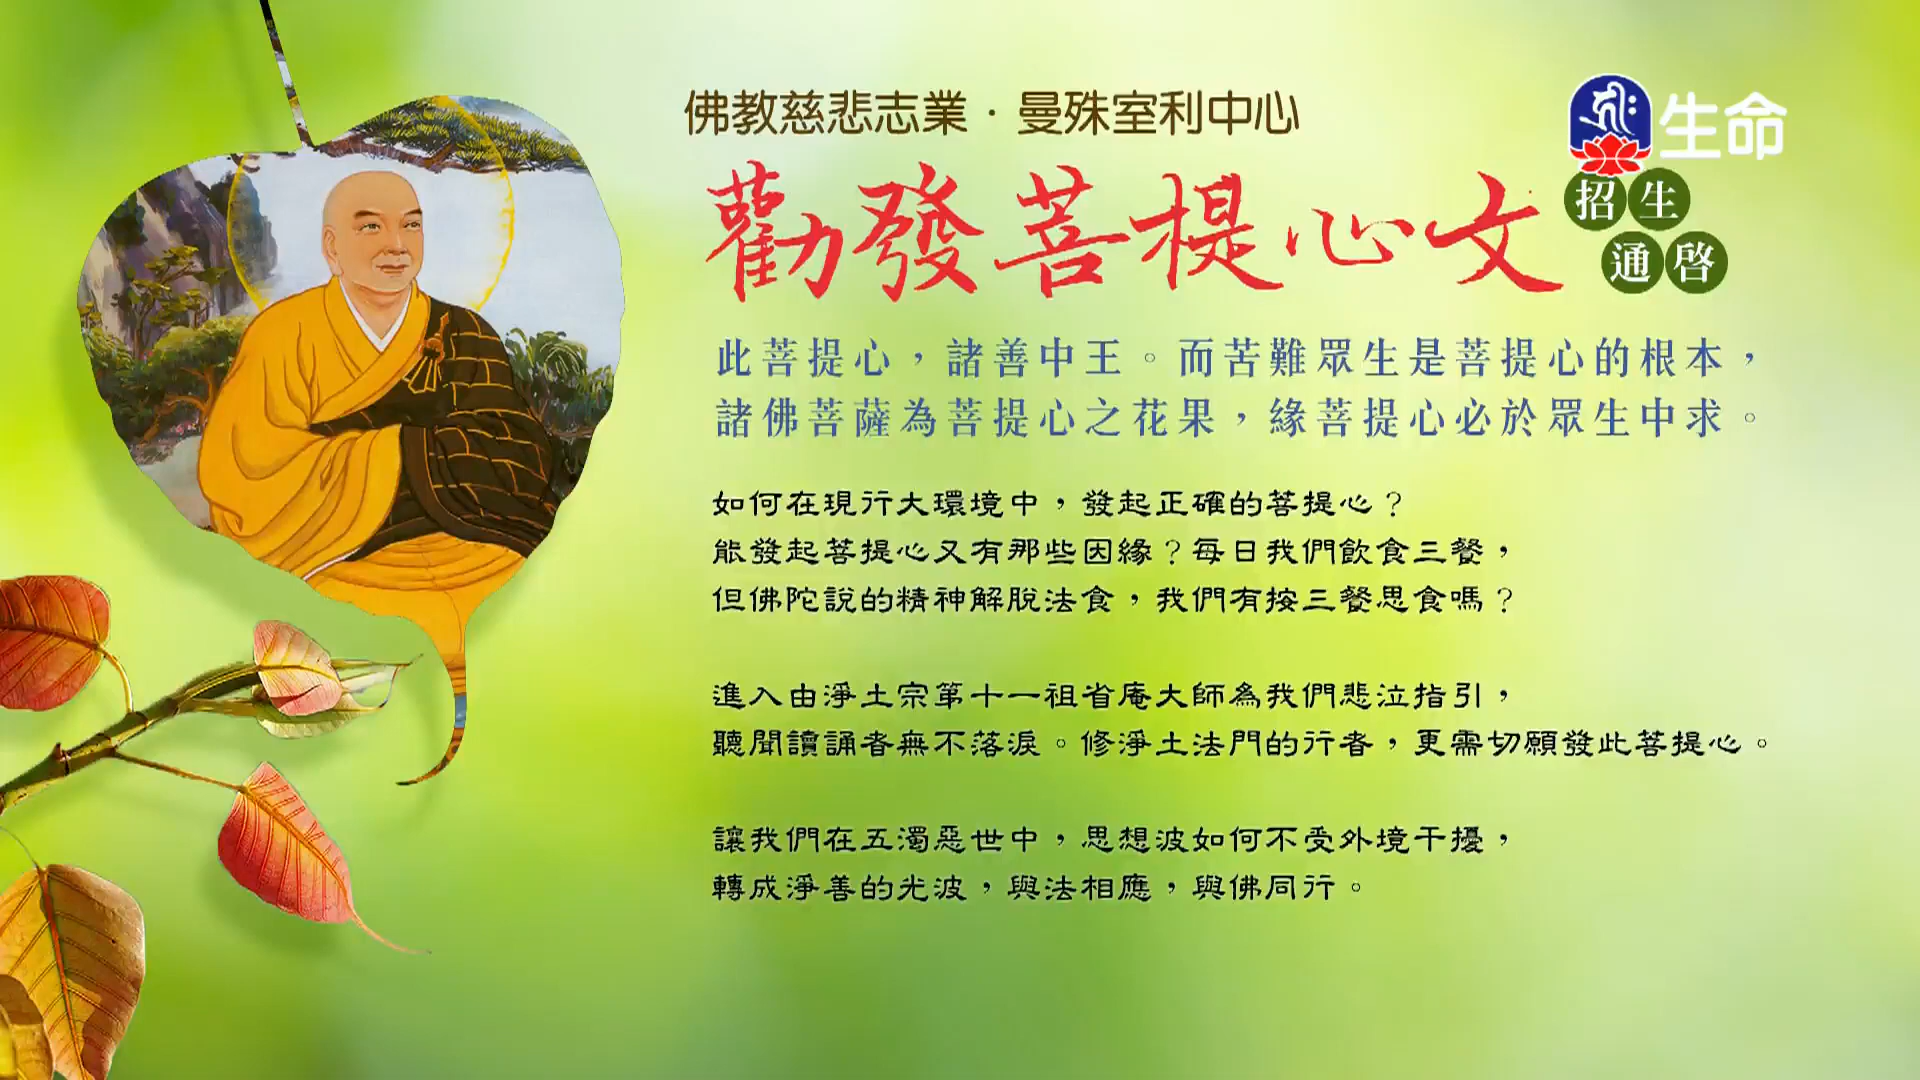 佛教慈悲志業．曼殊室利中心
生命
勸發菩提心文
招生
通啓
此菩提心，諸善中王。而苦難眾生是菩提心的根本，
諸佛菩薩為菩提心之花果，緣菩提心必於眾生中求。
如何在現行大環境中，發起正確的菩提心？
能發起菩提心又有那些因緣？每日我們飲食三餐，
但佛陀說的精神解脫法食，我們有按三餐思食嗎？
進入由淨土宗第十一祖省庵大師為我們悲泣指引，
聽聞讀誦者無不落淚。修淨土法門的行者，更需切願發此菩提心。
讓我們在五濁惡世中，思想波如何不受外境干擾，
轉成淨善的光波，與法相應，與佛同行。